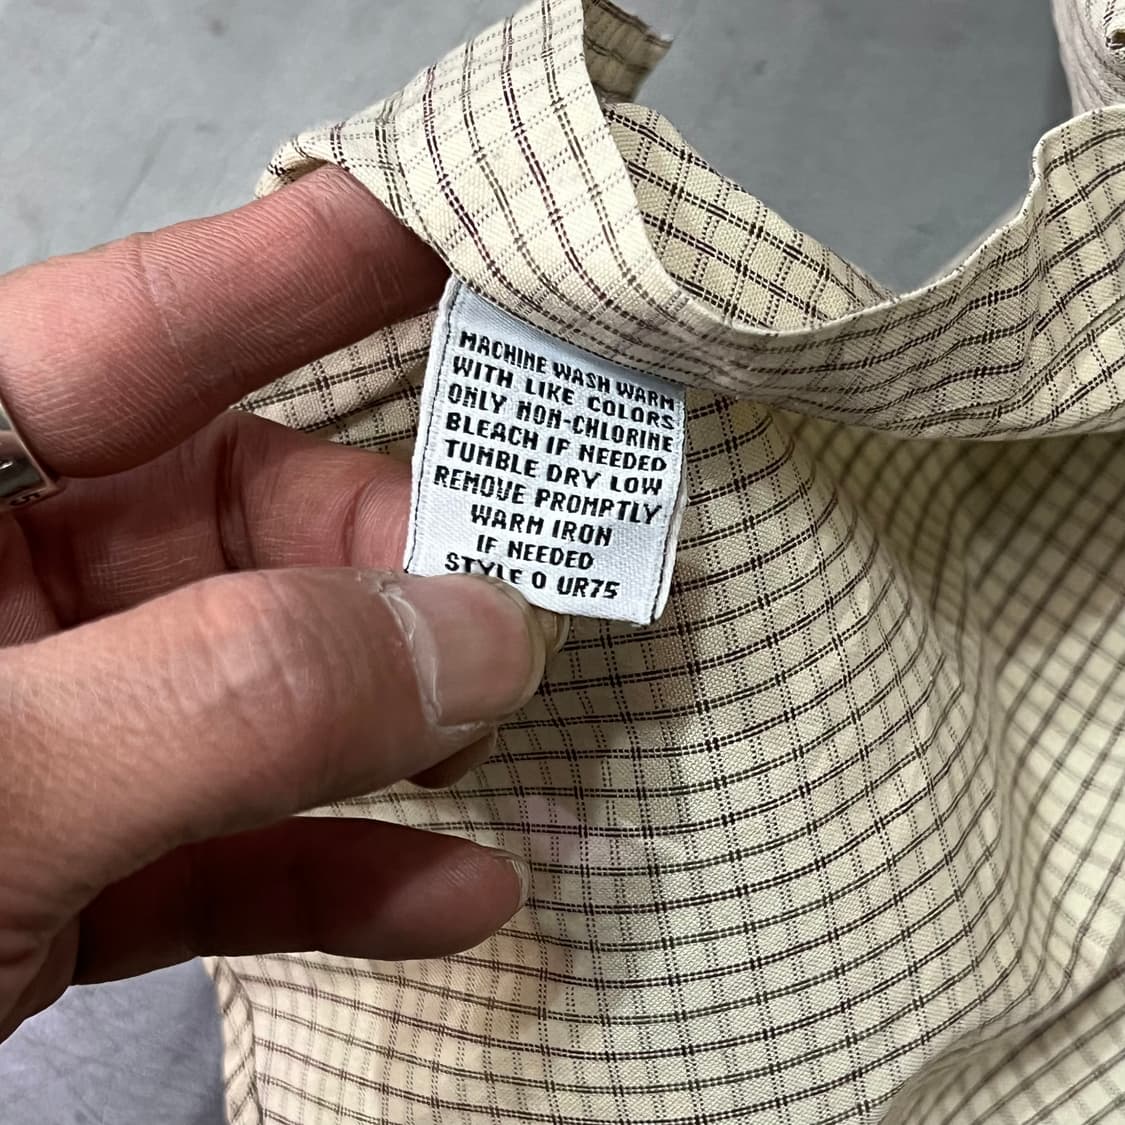 MACHINE WASH WARM
WITH LIKE COLORS
ONLY NON-CHLORINE
BLEACH IF NEEDED
TUMBLE DRY LOW
REMOVE PROMPTLY
WARM IRON
IF NEEDED
STYLE 0 UR75